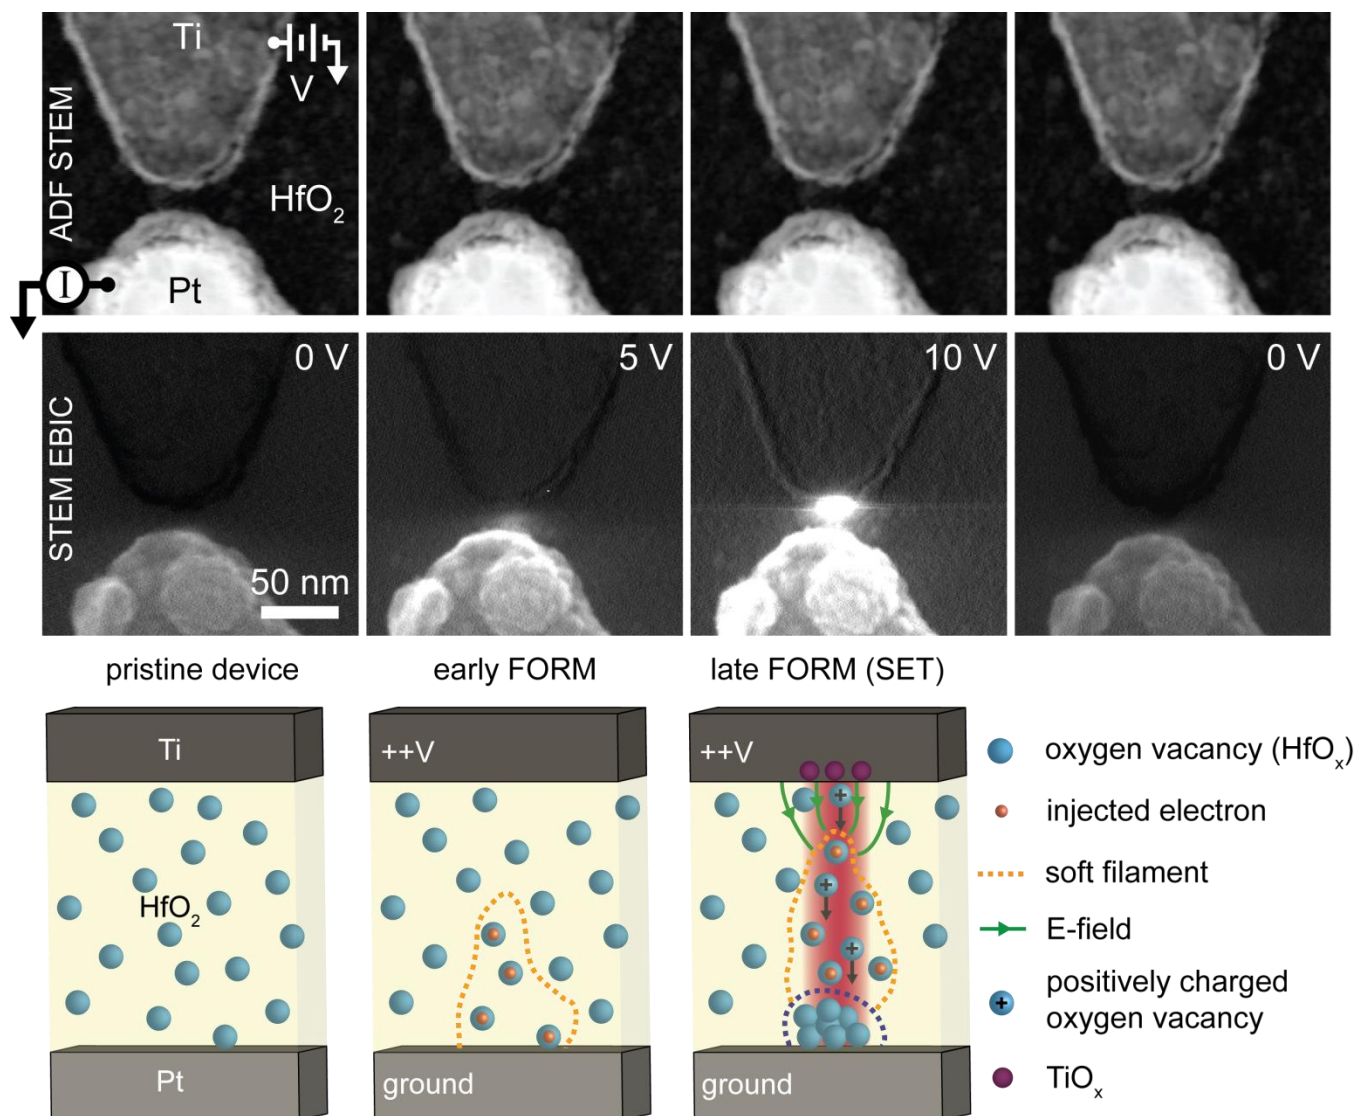 ADF STEM
Ti
V
HfO₂
I
Pt
STEM EBIC
0 V
5 V
10 V
0 V
50 nm
pristine device
early FORM
late FORM (SET)
Ti
++V
++V
HfO₂
Pt
ground
ground
oxygen vacancy (HfOₓ)
injected electron
soft filament
E-field
positively charged
oxygen vacancy
TiOₓ